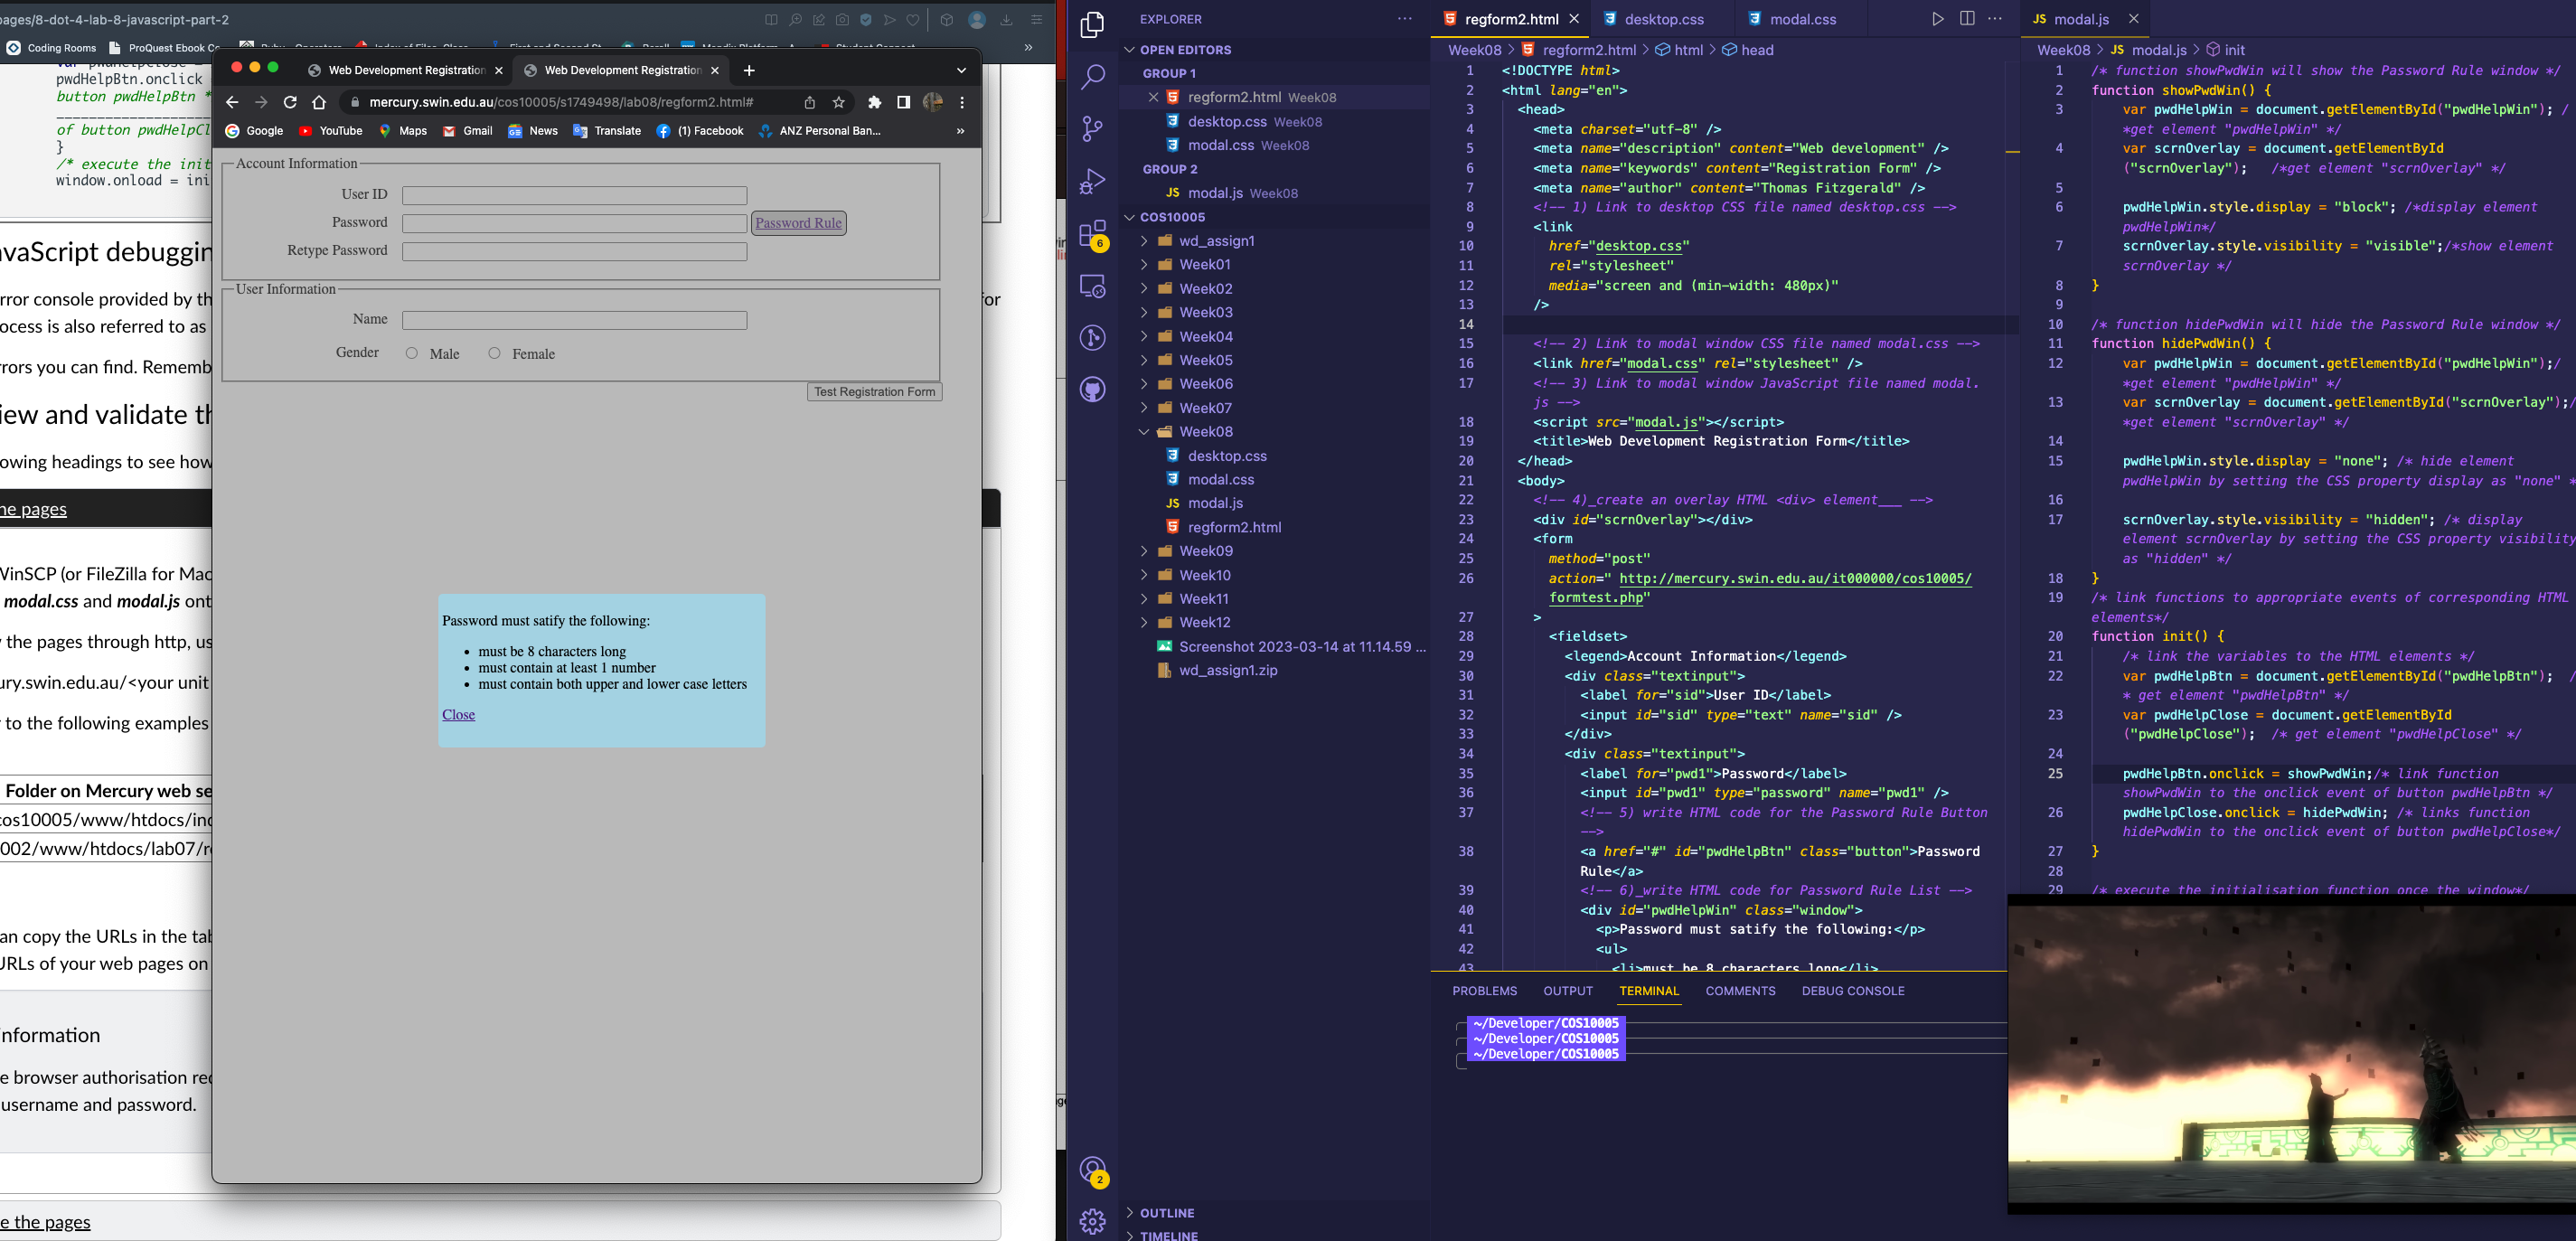 pages/8-dot-4-lab-8-javascript-part-2
Coding Rooms
ProQuest Ebook Ce
pwdHelpBtn.onclick
button pwdHelpBtn *
of button pwdHelpCl
}
/* execute the init
window.onload = ini
avaScript debuggin
rror console provided by th
for
ocess is also referred to as
rrors you can find. Rememb
iew and validate th
owing headings to see how
he pages
WinSCP (or FileZilla for Mac
modal.css and modal.js ont
y the pages through http, us
ury.swin.edu.au/<your unit
y to the following examples
Folder on Mercury web se
cos10005/www/htdocs/inc
002/www/htdocs/lab07/re
an copy the URLs in the tab
URLs of your web pages on
nformation
e browser authorisation rec
username and password.
e the pages
Web Development Registration
Web Development Registration
mercury.swin.edu.au/cos10005/s1749498/lab08/regform2.html#
Google
YouTube
Maps
Gmail
News
Translate
(1) Facebook
ANZ Personal Ban...
»
Account Information
User ID
Password
Password Rule
Retype Password
User Information
Name
Gender
Male
Female
Test Registration Form
Password must satify the following:
• must be 8 characters long
• must contain at least 1 number
• must contain both upper and lower case letters
Close
EXPLORER
OPEN EDITORS
GROUP 1
regform2.html Week08
desktop.css Week08
modal.css Week08
GROUP 2
JS modal.js Week08
COS10005
wd_assign1
Week01
Week02
Week03
Week04
Week05
Week06
Week07
Week08
desktop.css
modal.css
JS modal.js
regform2.html
Week09
Week10
Week11
Week12
Screenshot 2023-03-14 at 11.14.59 ...
wd_assign1.zip
6
2
OUTLINE
TIMELINE
regform2.html
desktop.css
modal.css
Week08 > regform2.html > html > head
1 <!DOCTYPE html>
2 <html lang="en">
3 <head>
4 <meta charset="utf-8" />
5 <meta name="description" content="Web development" />
6 <meta name="keywords" content="Registration Form" />
7 <meta name="author" content="Thomas Fitzgerald" />
8 <!-- 1) Link to desktop CSS file named desktop.css -->
9 <link
10 href="desktop.css"
11 rel="stylesheet"
12 media="screen and (min-width: 480px)"
13 />
14
15 <!-- 2) Link to modal window CSS file named modal.css -->
16 <link href="modal.css" rel="stylesheet" />
17 <!-- 3) Link to modal window JavaScript file named modal.
js -->
18 <script src="modal.js"></script>
19 <title>Web Development Registration Form</title>
20 </head>
21 <body>
22 <!-- 4)_create an overlay HTML <div> element___ -->
23 <div id="scrnOverlay"></div>
24 <form
25 method="post"
26 action=" http://mercury.swin.edu.au/it000000/cos10005/
formtest.php"
27 >
28 <fieldset>
29 <legend>Account Information</legend>
30 <div class="textinput">
31 <label for="sid">User ID</label>
32 <input id="sid" type="text" name="sid" />
33 </div>
34 <div class="textinput">
35 <label for="pwd1">Password</label>
36 <input id="pwd1" type="password" name="pwd1" />
37 <!-- 5) write HTML code for the Password Rule Button
-->
38 <a href="#" id="pwdHelpBtn" class="button">Password
Rule</a>
39 <!-- 6)_write HTML code for Password Rule List -->
40 <div id="pwdHelpWin" class="window">
41 <p>Password must satify the following:</p>
42 <ul>
43 <li>must be 8 characters long</li>
PROBLEMS OUTPUT TERMINAL COMMENTS DEBUG CONSOLE
~/Developer/COS10005
~/Developer/COS10005
~/Developer/COS10005
JS modal.js
Week08 > JS modal.js > init
1 /* function showPwdWin will show the Password Rule window */
2 function showPwdWin() {
3 var pwdHelpWin = document.getElementById("pwdHelpWin"); /
*get element "pwdHelpWin" */
4 var scrnOverlay = document.getElementById
("scrnOverlay"); /*get element "scrnOverlay" */
5
6 pwdHelpWin.style.display = "block"; /*display element
pwdHelpWin*/
7 scrnOverlay.style.visibility = "visible";/*show element
scrnOverlay */
8 }
9
10 /* function hidePwdWin will hide the Password Rule window */
11 function hidePwdWin() {
12 var pwdHelpWin = document.getElementById("pwdHelpWin");/
*get element "pwdHelpWin" */
13 var scrnOverlay = document.getElementById("scrnOverlay");/
*get element "scrnOverlay" */
14
15 pwdHelpWin.style.display = "none"; /* hide element
pwdHelpWin by setting the CSS property display as "none" *
16
17 scrnOverlay.style.visibility = "hidden"; /* display
element scrnOverlay by setting the CSS property visibility
as "hidden" */
18 }
19 /* link functions to appropriate events of corresponding HTML
elements*/
20 function init() {
21 /* link the variables to the HTML elements */
22 var pwdHelpBtn = document.getElementById("pwdHelpBtn"); /
* get element "pwdHelpBtn" */
23 var pwdHelpClose = document.getElementById
("pwdHelpClose"); /* get element "pwdHelpClose" */
24
25 pwdHelpBtn.onclick = showPwdWin;/* link function
showPwdWin to the onclick event of button pwdHelpBtn */
26 pwdHelpClose.onclick = hidePwdWin; /* links function
hidePwdWin to the onclick event of button pwdHelpClose*/
27 }
28
29 /* execute the initialisation function once the window*/